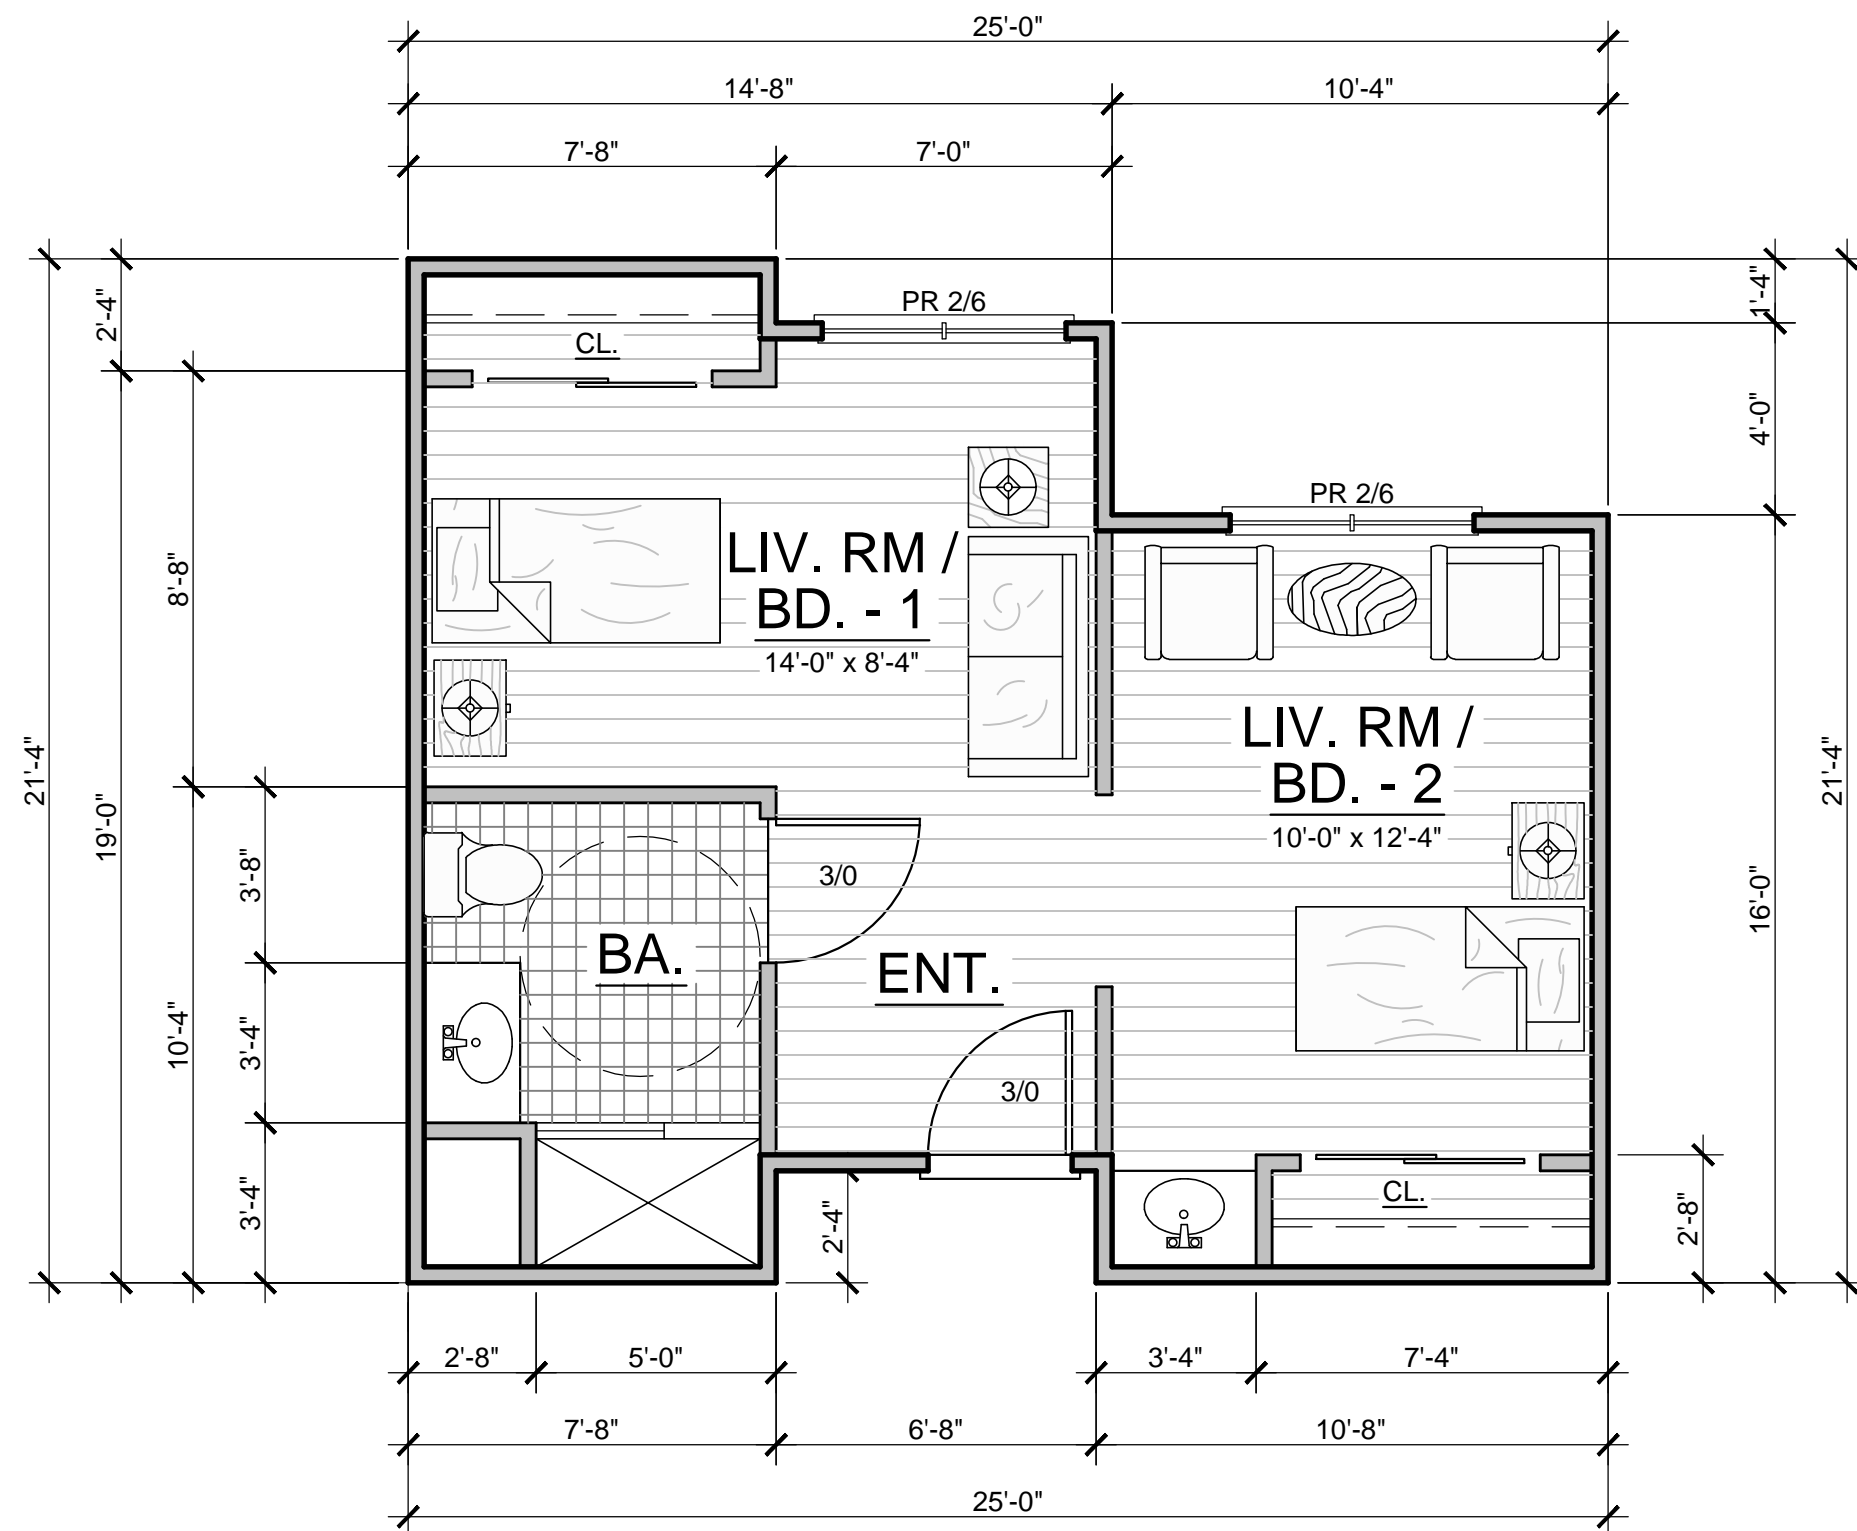 25'-0"
14'-8"
10'-4"
7'-8"
7'-0"
2'-4"
1'-4"
PR 2/6
CL.
4'-0"
PR 2/6
8'-8"
LIV. RM /
BD. - 1
14'-0" x 8'-4"
LIV. RM /
BD. - 2
10'-0" x 12'-4"
21'-4"
19'-0"
21'-4"
3'-8"
3/0
16'-0"
BA.
ENT.
10'-4"
3'-4"
3/0
3'-4"
2'-4"
CL.
2'-8"
2'-8"
5'-0"
3'-4"
7'-4"
7'-8"
6'-8"
10'-8"
25'-0"